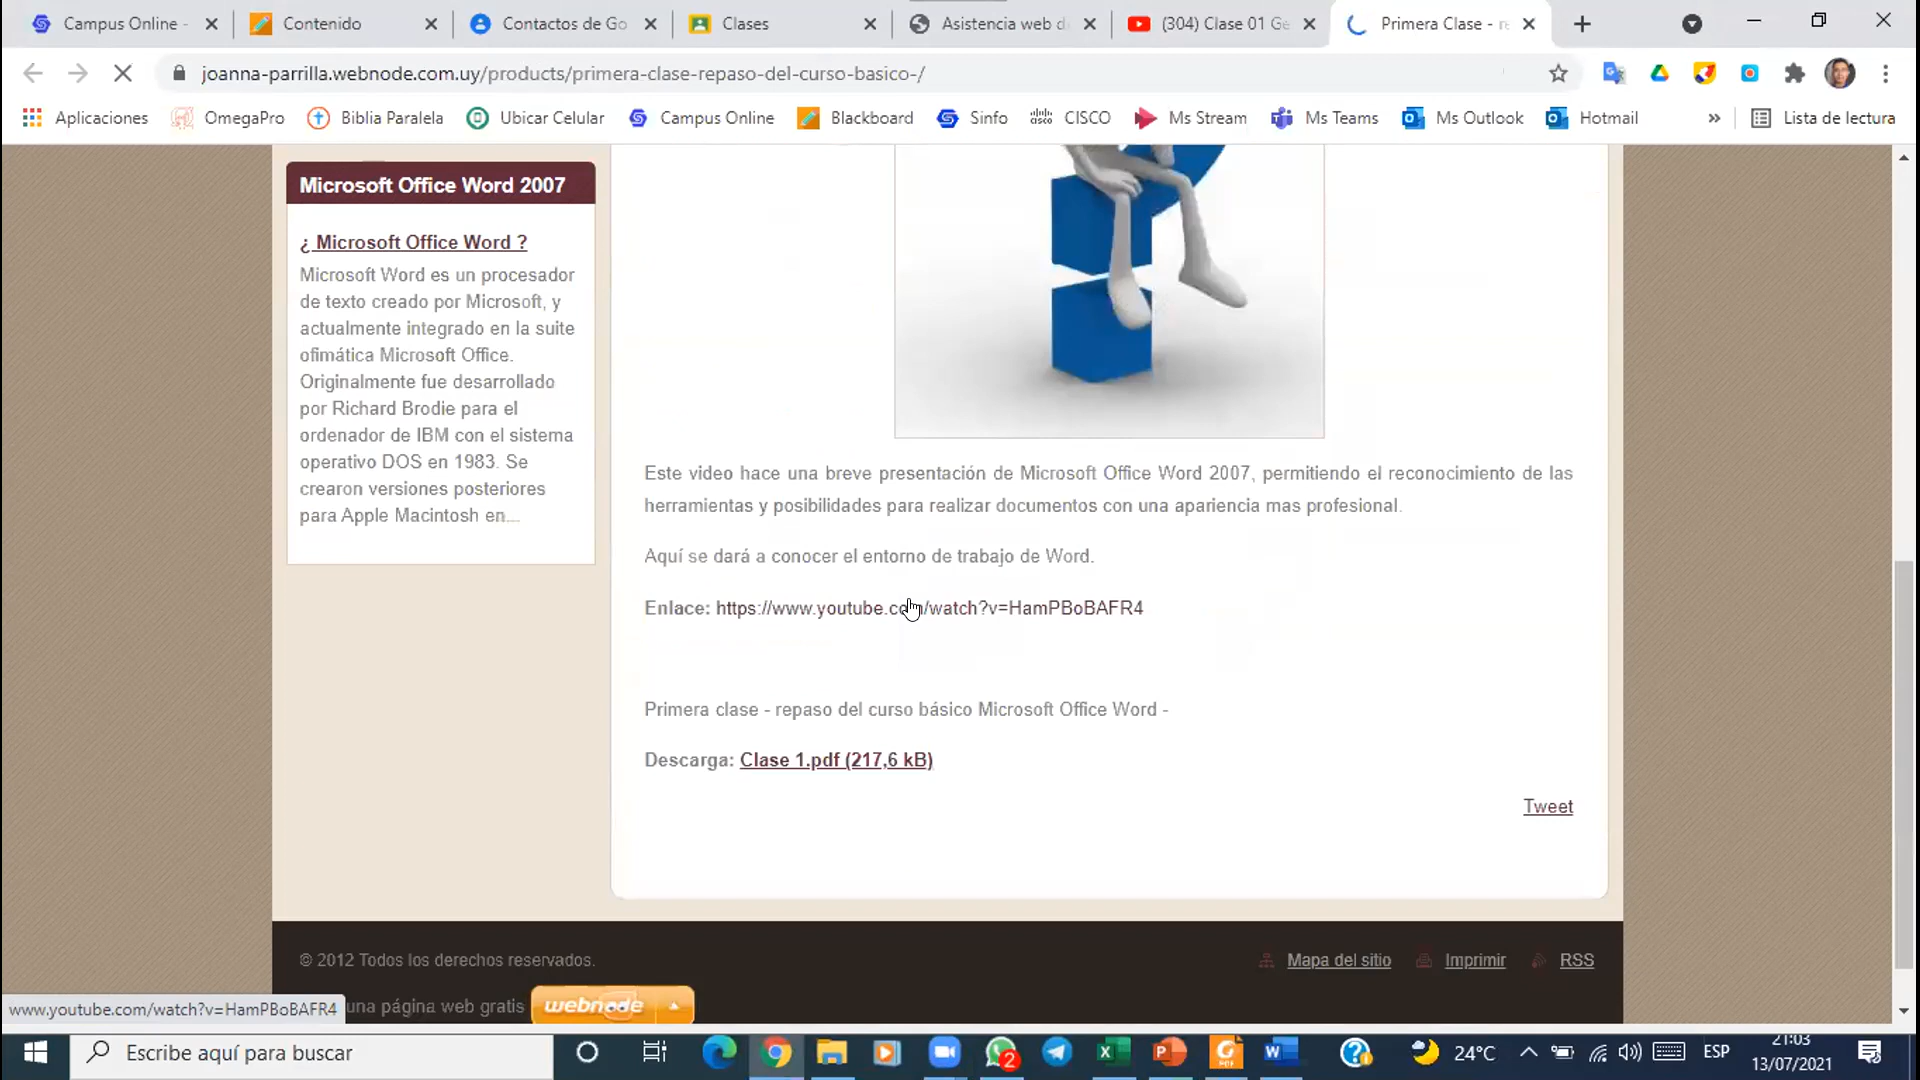 Campus Online -
Contenido
Contactos de Go
Clases
Asistencia web d
(304) Clase 01 Ge
Primera Clase - re
joanna-parrilla.webnode.com.uy/products/primera-clase-repaso-del-curso-basico-/
Aplicaciones
OmegaPro
Biblia Paralela
Ubicar Celular
Campus Online
Blackboard
Sinfo
CISCO
Ms Stream
Ms Teams
Ms Outlook
Hotmail
»
Lista de lectura
Microsoft Office Word 2007
¿ Microsoft Office Word ?
Microsoft Word es un procesador
de texto creado por Microsoft, y
actualmente integrado en la suite
ofimática Microsoft Office.
Originalmente fue desarrollado
por Richard Brodie para el
ordenador de IBM con el sistema
operativo DOS en 1983. Se
crearon versiones posteriores
para Apple Macintosh en...
Este video hace una breve presentación de Microsoft Office Word 2007, permitiendo el reconocimiento de las
herramientas y posibilidades para realizar documentos con una apariencia mas profesional.
Aquí se dará a conocer el entorno de trabajo de Word.
Enlace: https://www.youtube.com/watch?v=HamPBoBAFR4
Primera clase - repaso del curso básico Microsoft Office Word -
Descarga: Clase 1.pdf (217,6 kB)
Tweet
© 2012 Todos los derechos reservados.
Mapa del sitio
Imprimir
RSS
www.youtube.com/watch?v=HamPBoBAFR4
una página web gratis
webnode
Escribe aquí para buscar
2
24°C
ESP
21:03
13/07/2021